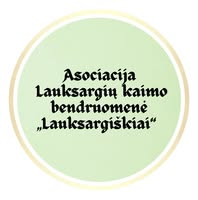 Asociacija
Lauksargių kaimo
bendruomenė
„Lauksargiškiai“